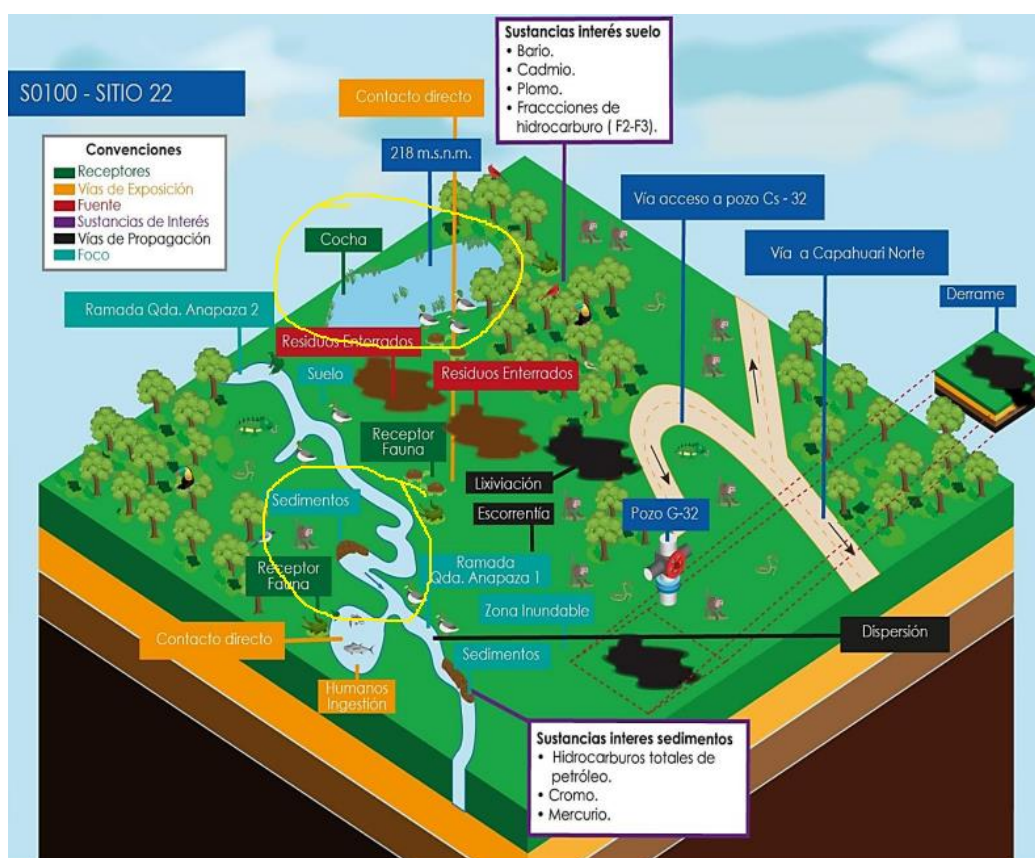 Sustancias interés suelo
• Bario.
• Cadmio.
• Plomo.
• Fraccciones de
hidrocarburo ( F2-F3).
S0100 - SITIO 22
Contacto directo
Convenciones
Receptores
Vías de Exposición
Fuente
Sustancias de Interés
Vías de Propagación
Foco
218 m.s.n.m.
Vía acceso a pozo Cs - 32
Cocha
Vía a Capahuari Norte
Derrame
Ramada Qda. Anapaza 2
Residuos Enterrados
Suelo
Residuos Enterrados
Receptor
Fauna
Lixiviación
Sedimentos
Escorrentía
Pozo G-32
Receptor
Fauna
Ramada
Qda. Anapaza 1
Zona Inundable
Contacto directo
Dispersión
Sedimentos
Humanos
Ingestión
Sustancias interes sedimentos
• Hidrocarburos totales de
petróleo.
• Cromo.
• Mercurio.